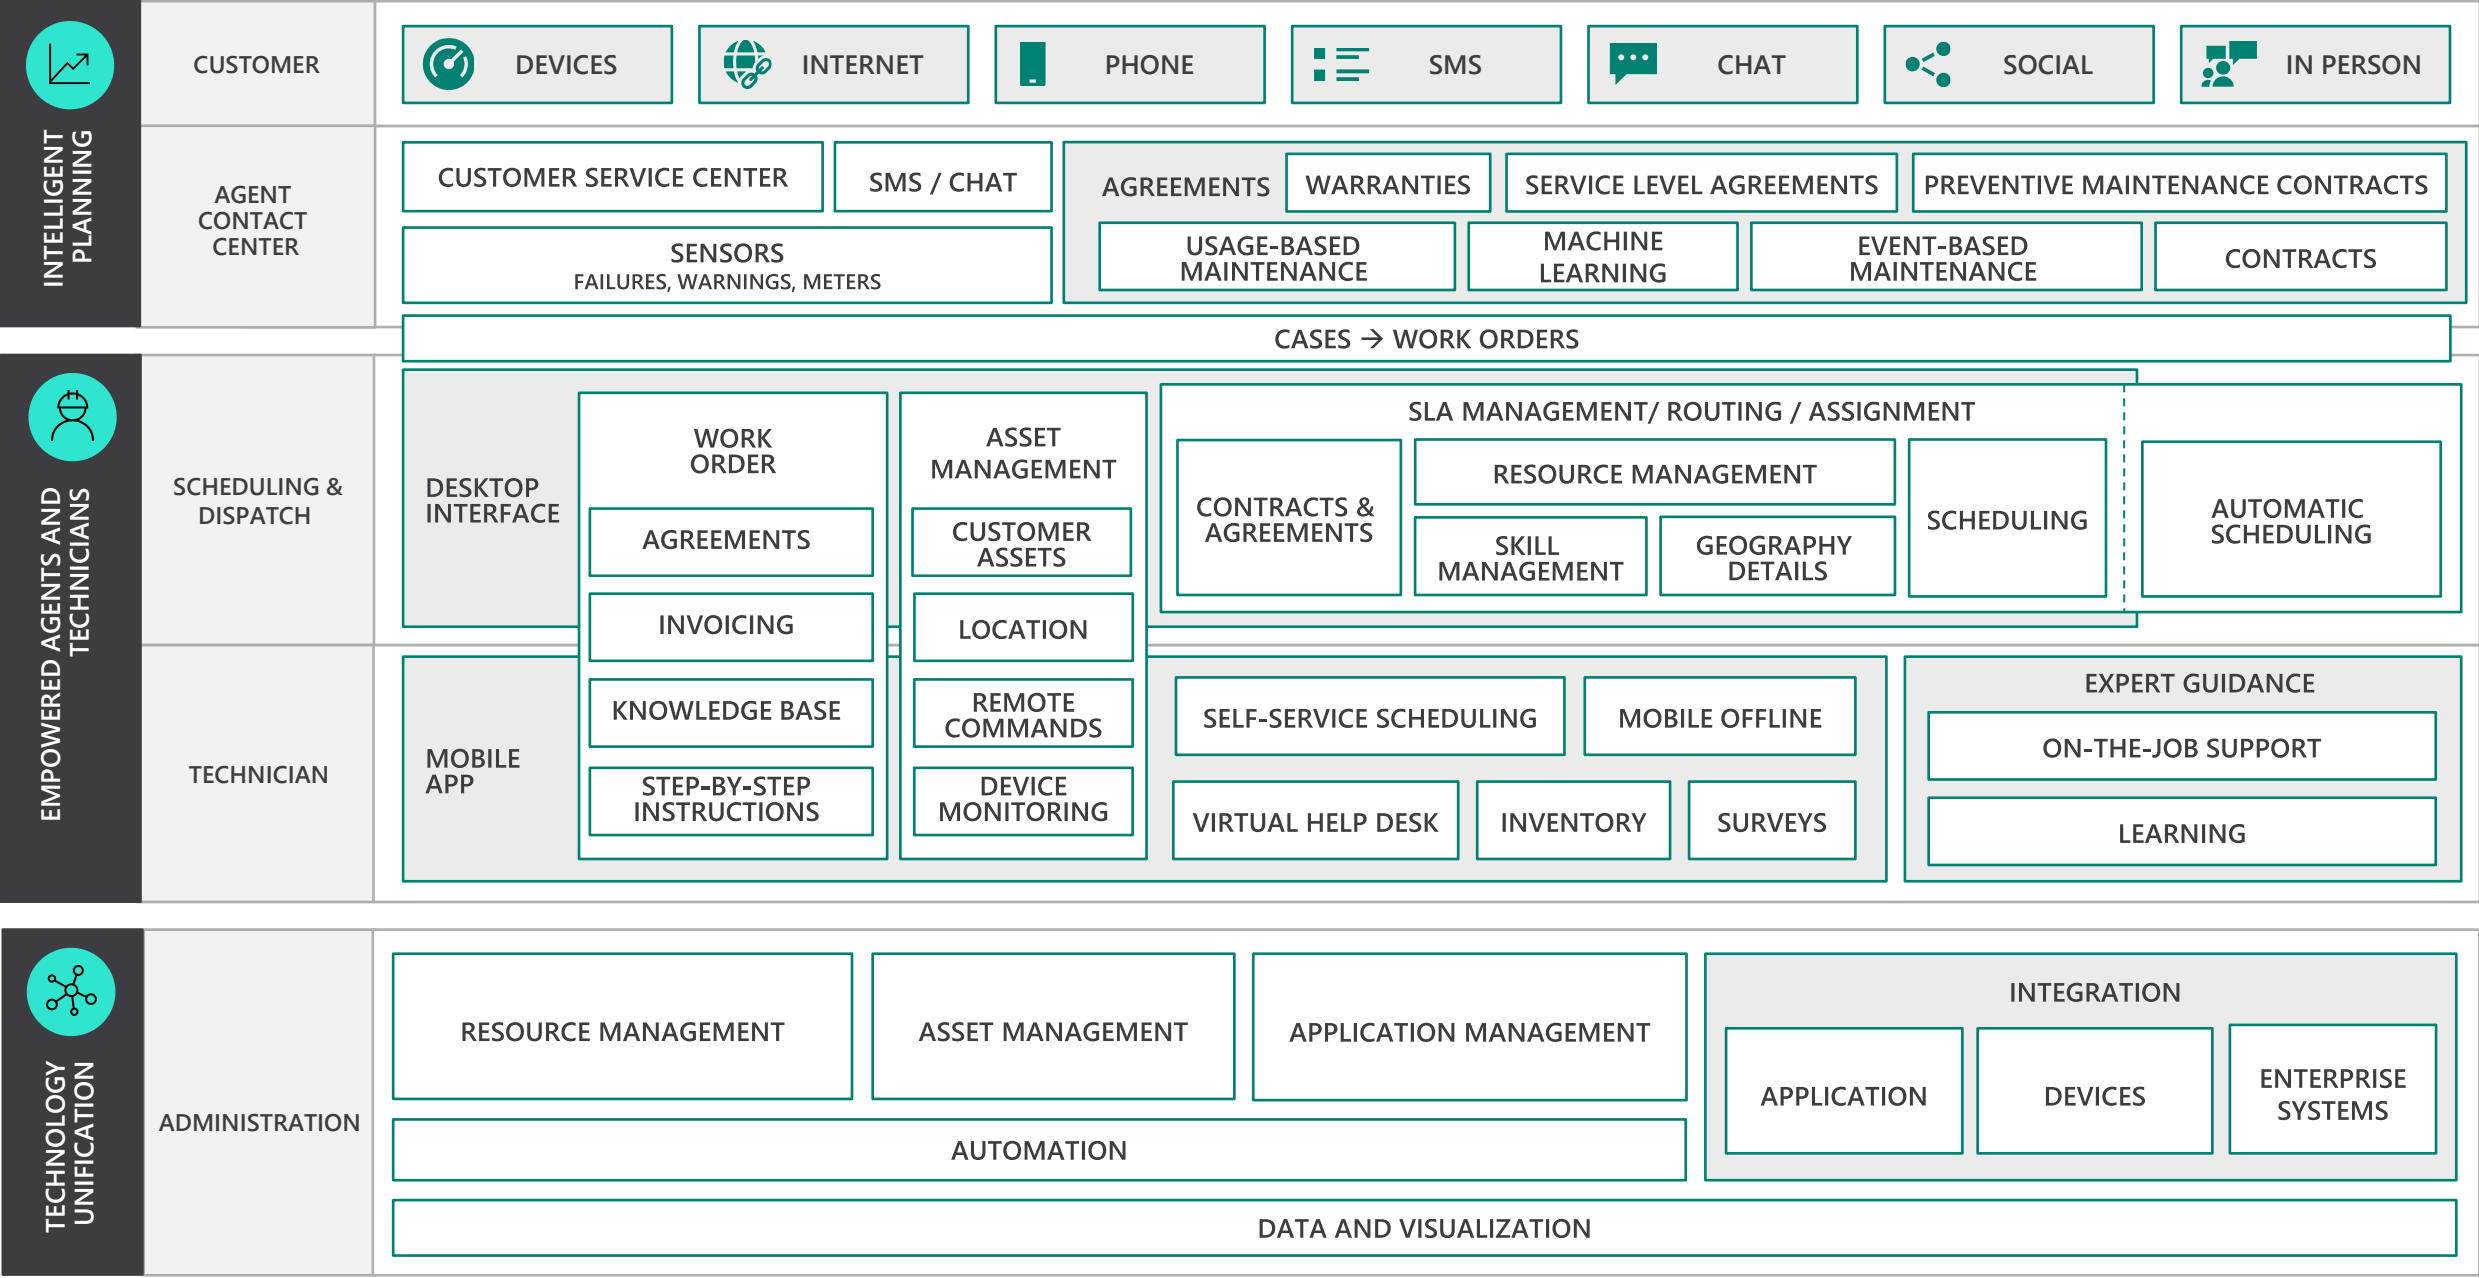 INTELLIGENT
PLANNING
CUSTOMER
DEVICES
INTERNET
PHONE
SMS
CHAT
SOCIAL
IN PERSON
AGENT
CONTACT
CENTER
CUSTOMER SERVICE CENTER
SMS / CHAT
SENSORS
FAILURES, WARNINGS, METERS
AGREEMENTS
WARRANTIES
SERVICE LEVEL AGREEMENTS
PREVENTIVE MAINTENANCE CONTRACTS
USAGE-BASED
MAINTENANCE
MACHINE
LEARNING
EVENT-BASED
MAINTENANCE
CONTRACTS
CASES → WORK ORDERS
EMPOWERED AGENTS AND
TECHNICIANS
SCHEDULING &
DISPATCH
DESKTOP
INTERFACE
WORK
ORDER
AGREEMENTS
INVOICING
KNOWLEDGE BASE
STEP-BY-STEP
INSTRUCTIONS
ASSET
MANAGEMENT
CUSTOMER
ASSETS
LOCATION
REMOTE
COMMANDS
DEVICE
MONITORING
SLA MANAGEMENT/ ROUTING / ASSIGNMENT
CONTRACTS &
AGREEMENTS
RESOURCE MANAGEMENT
SKILL
MANAGEMENT
GEOGRAPHY
DETAILS
SCHEDULING
AUTOMATIC
SCHEDULING
TECHNICIAN
MOBILE
APP
SELF-SERVICE SCHEDULING
MOBILE OFFLINE
VIRTUAL HELP DESK
INVENTORY
SURVEYS
EXPERT GUIDANCE
ON-THE-JOB SUPPORT
LEARNING
TECHNOLOGY
UNIFICATION
ADMINISTRATION
RESOURCE MANAGEMENT
ASSET MANAGEMENT
APPLICATION MANAGEMENT
INTEGRATION
APPLICATION
DEVICES
ENTERPRISE
SYSTEMS
AUTOMATION
DATA AND VISUALIZATION